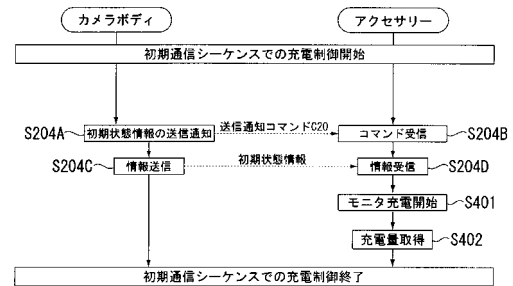 カメラボディ
アクセサリー
初期通信シーケンスでの充電制御開始
S204A
初期状態情報の送信通知
送信通知コマンドC20
コマンド受信
S204B
S204C
情報送信
初期状態情報
情報受信
S204D
モニタ充電開始
S401
充電量取得
S402
初期通信シーケンスでの充電制御終了